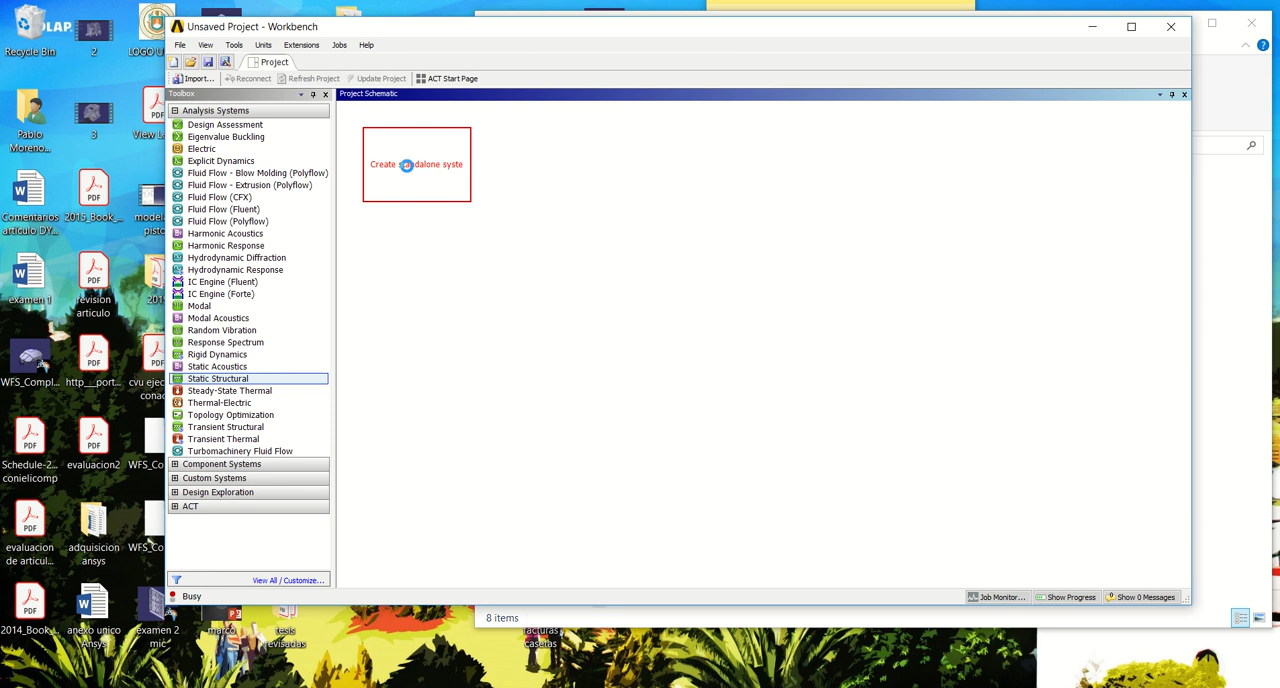 Unsaved Project - Workbench
File View Tools Units Extensions Jobs Help
Project
Import... Reconnect Refresh Project Update Project ACT Start Page
Toolbox
Project Schematic
Analysis Systems
Design Assessment
Eigenvalue Buckling
Electric
Explicit Dynamics
Fluid Flow - Blow Molding (Polyflow)
Fluid Flow - Extrusion (Polyflow)
Fluid Flow (CFX)
Fluid Flow (Fluent)
Fluid Flow (Polyflow)
Harmonic Acoustics
Harmonic Response
Hydrodynamic Diffraction
Hydrodynamic Response
IC Engine (Fluent)
IC Engine (Forte)
Modal
Modal Acoustics
Random Vibration
Response Spectrum
Rigid Dynamics
Static Acoustics
Static Structural
Steady-State Thermal
Thermal-Electric
Topology Optimization
Transient Structural
Transient Thermal
Turbomachinery Fluid Flow
Component Systems
Custom Systems
Design Exploration
ACT
View All / Customize...
Busy
Job Monitor... Show Progress Show 0 Messages
Create
syste
8 items
Recycle Bin
2
Pablo
Moreno...
3
Comentarios
articulo DY...
2015_Book_...
examen 1
revision
articulo
WFS_Compl...
http__port...
cvu ejec
conac
Schedule-2...
conielicomp
evaluacion2
WFS_Co
evaluacion
de articul...
adquisicion
ansys
WFS_Co
2014_Book_...
anexo unico
Ansys
examen 2
mic
marco
tesis
facturas
casetas
PDF